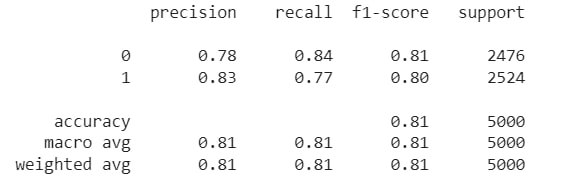 precision recall f1-score support
0 0.78 0.84 0.81 2476
1 0.83 0.77 0.80 2524
accuracy 0.81 5000
macro avg 0.81 0.81 0.81 5000
weighted avg 0.81 0.81 0.81 5000